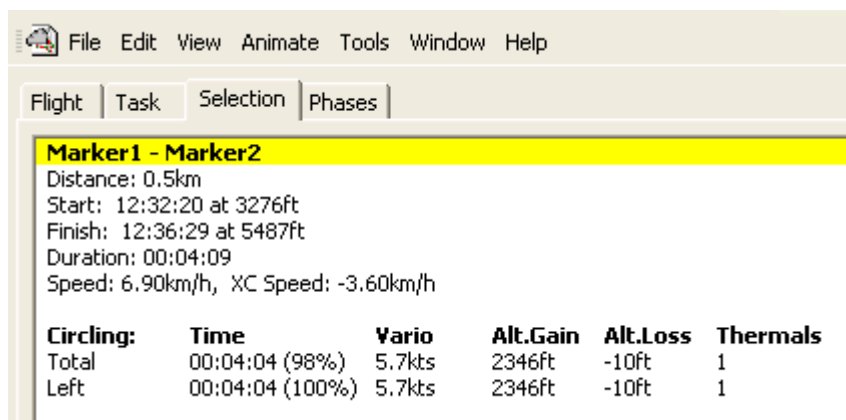 File Edit View Animate Tools Window Help
Flight Task Selection Phases
Marker1 - Marker2
Distance: 0.5km
Start: 12:32:20 at 3276ft
Finish: 12:36:29 at 5487ft
Duration: 00:04:09
Speed: 6.90km/h, XC Speed: -3.60km/h
Circling: Time Vario Alt.Gain Alt.Loss Thermals
Total 00:04:04 (98%) 5.7kts 2346ft -10ft 1
Left 00:04:04 (100%) 5.7kts 2346ft -10ft 1